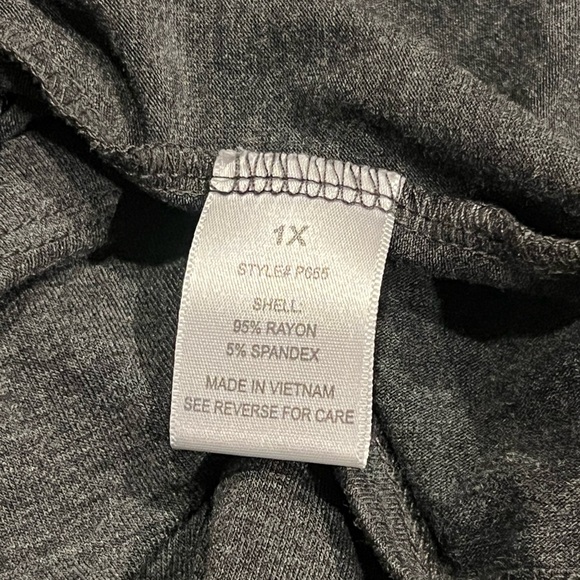 1X
STYLE# P655
SHELL:
95% RAYON
5% SPANDEX
MADE IN VIETNAM
SEE REVERSE FOR CARE